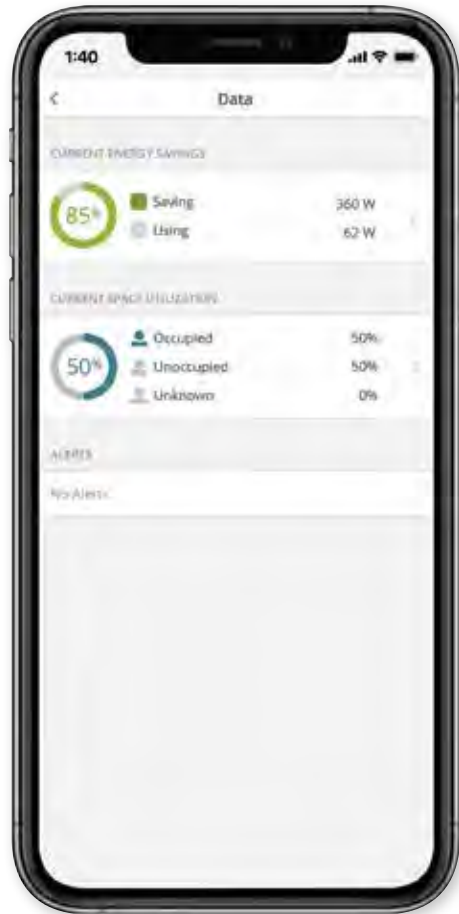 1:40
Data
CURRENT ENERGY SAVINGS
85%
Saving 360 W
Using 62 W
CURRENT SPACE UTILIZATION
50%
Occupied 50%
Unoccupied 50%
Unknown 0%
ALERTS
No Alerts